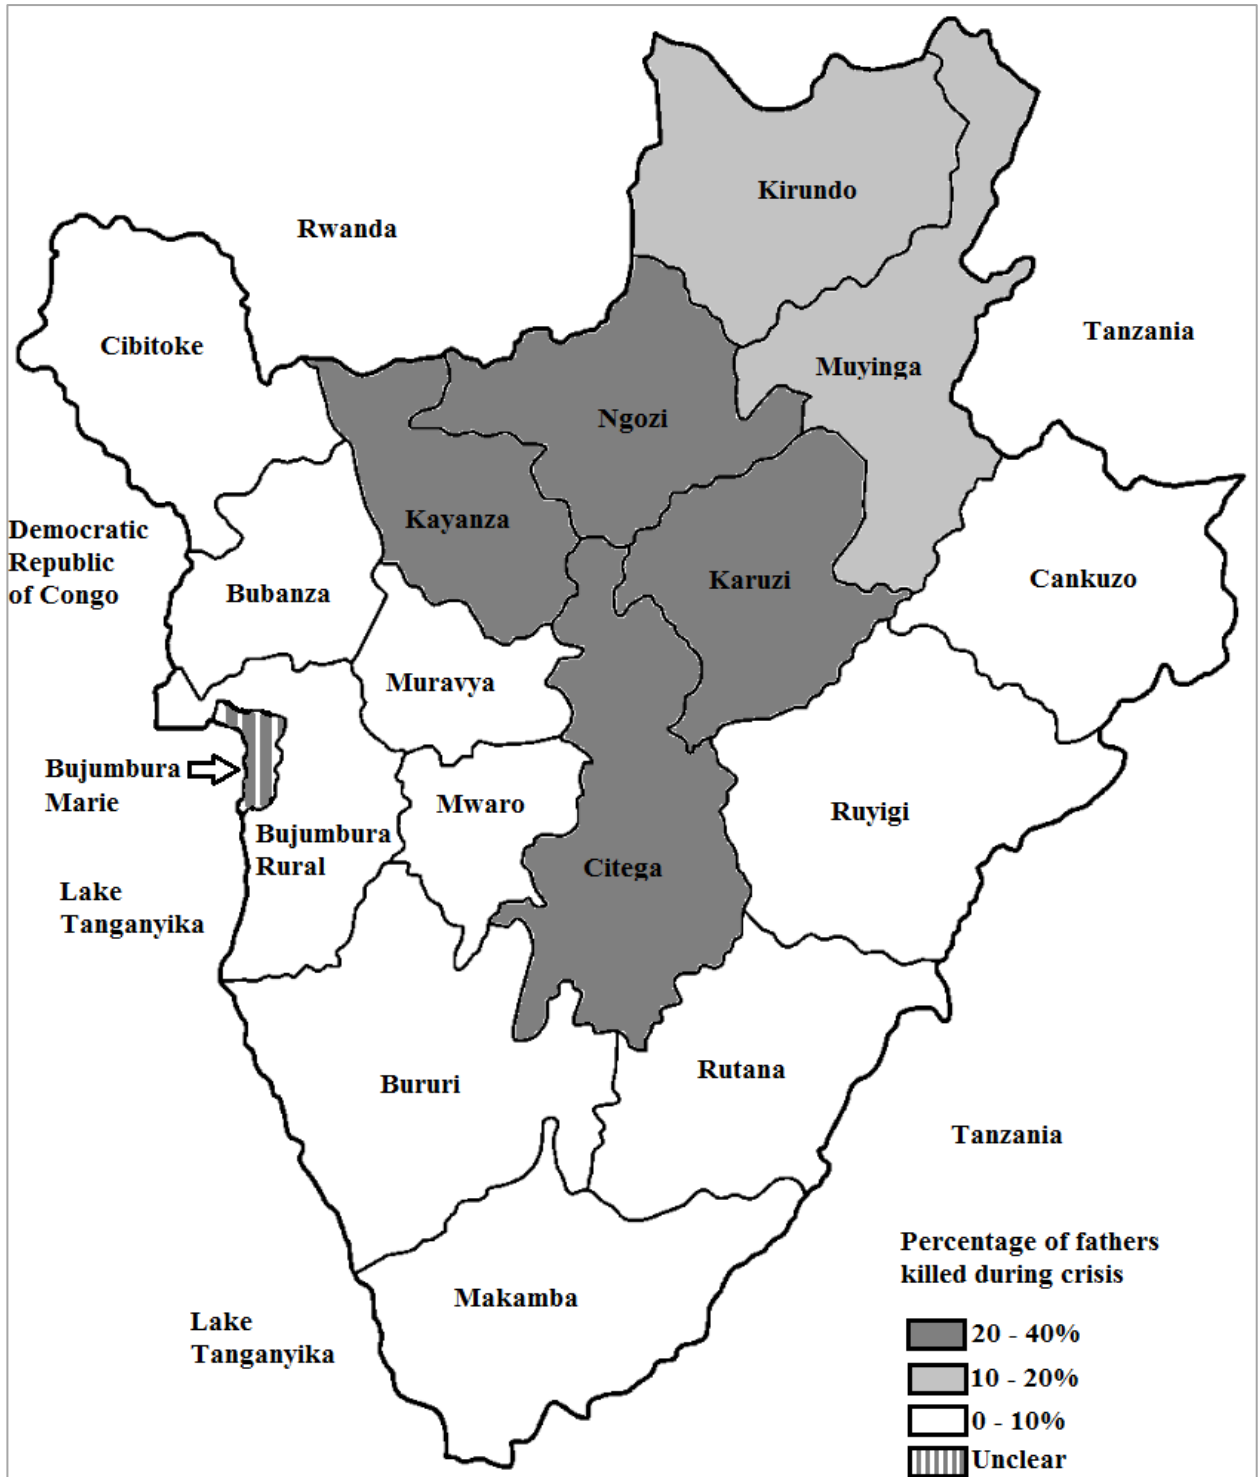 Kirundo
Rwanda
Cibitoke
Tanzania
Muyinga
Ngozi
Kayanza
Democratic
Republic
of Congo
Karuzi
Cankuzo
Bubanza
Muravya
Bujumbura
Marie
Mwaro
Ruyigi
Bujumbura
Rural
Citega
Lake
Tanganyika
Bururi
Rutana
Tanzania
Makamba
Lake
Tanganyika
Percentage of fathers
killed during crisis
20 - 40%
10 - 20%
0 - 10%
Unclear